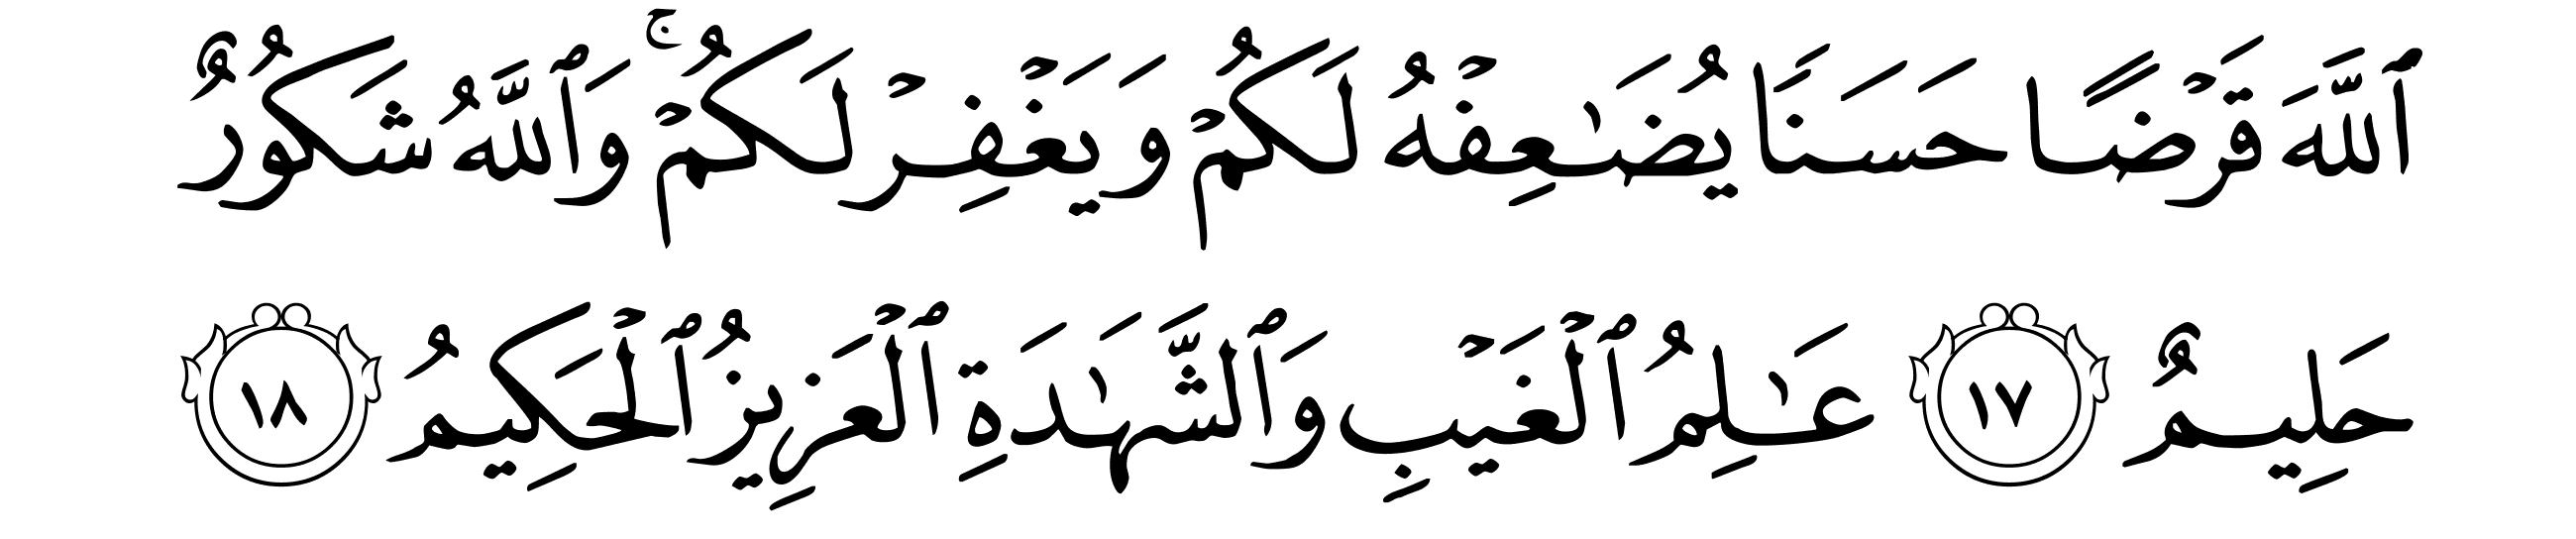 ٱللَّهَ قَرۡضًا حَسَنَا يُضَـٰعِفۡهُ لَكُمۡ وَيَغۡفِرۡ لَكُمۡۚ وَٱللَّهُ شَكُورٌ
حَلِيمٌ ١٧ عَـٰلِمُ ٱلۡغَيۡبِ وَٱلشَّهَـٰدَةِ ٱلۡعَزِيزُ ٱلۡحَكِيمُ ١٨